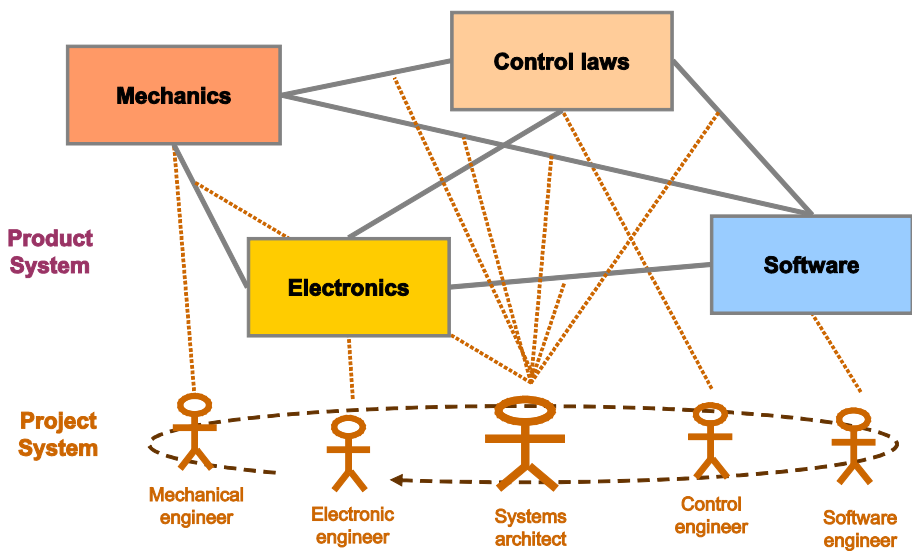 Control laws
Mechanics
Product
System
Software
Electronics
Project
System
Mechanical
engineer
Electronic
engineer
Systems
architect
Control
engineer
Software
engineer